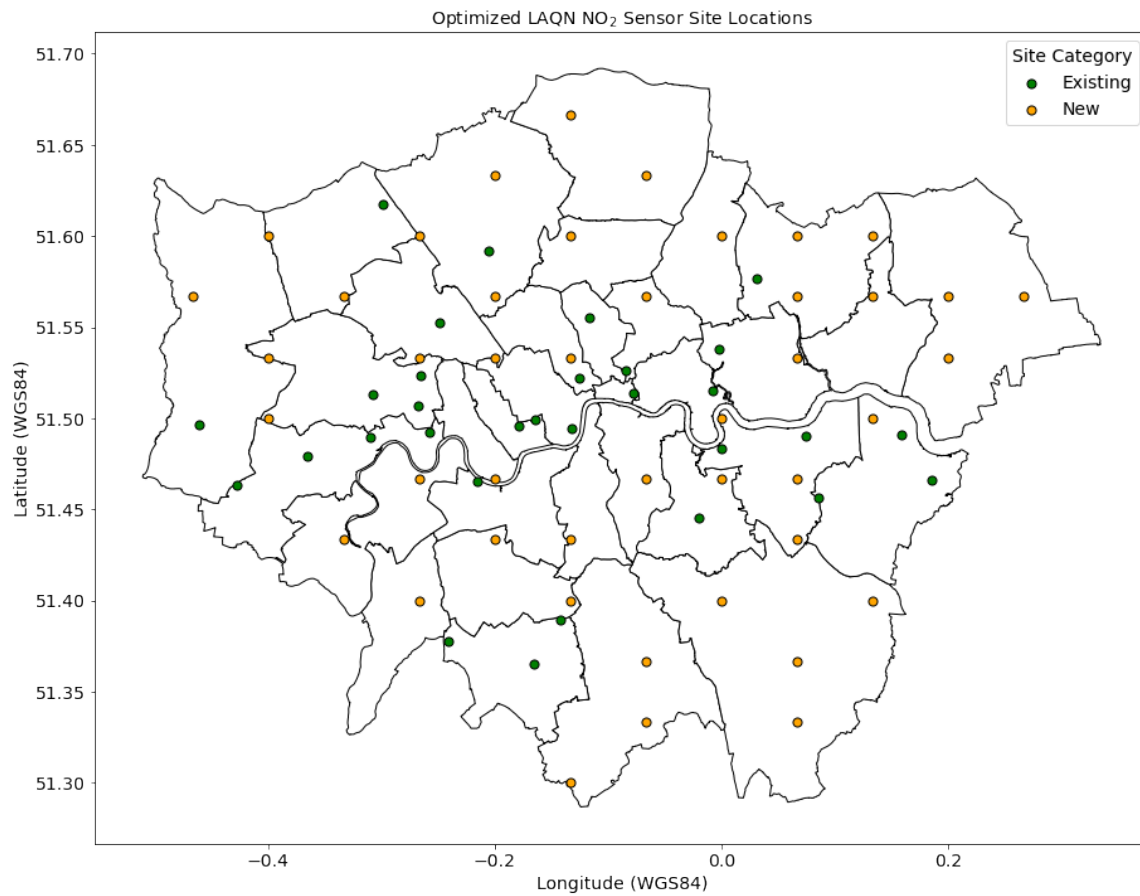 Optimized LAQN NO₂ Sensor Site Locations
Site Category
Existing
New
51.70
51.65
51.60
51.55
51.50
51.45
51.40
51.35
51.30
Latitude (WGS84)
−0.4
−0.2
0.0
0.2
Longitude (WGS84)